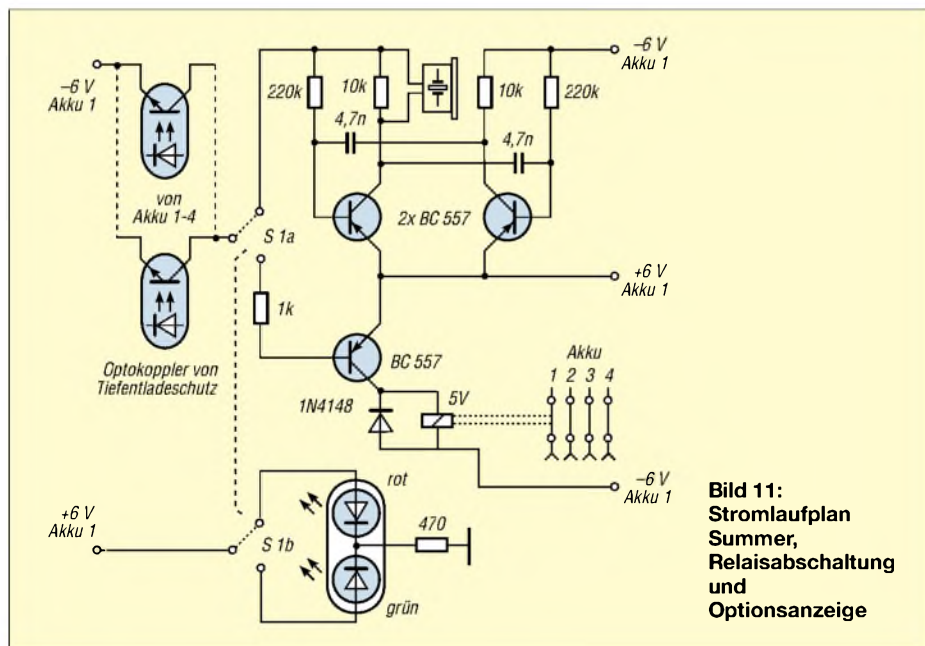 –6 V
Akku 1
von
Akku 1-4
Optokoppler von
Tiefentladeschutz
220k
10k
10k
220k
4,7n
4,7n
–6 V
Akku 1
2x BC 557
S 1a
1k
+6 V
Akku 1
BC 557
1N4148
5V
Akku
1 2 3 4
–6 V
Akku 1
+6 V
Akku 1
S 1b
rot
grün
470
Bild 11:
Stromlaufplan
Summer,
Relaisabschaltung
und
Optionsanzeige